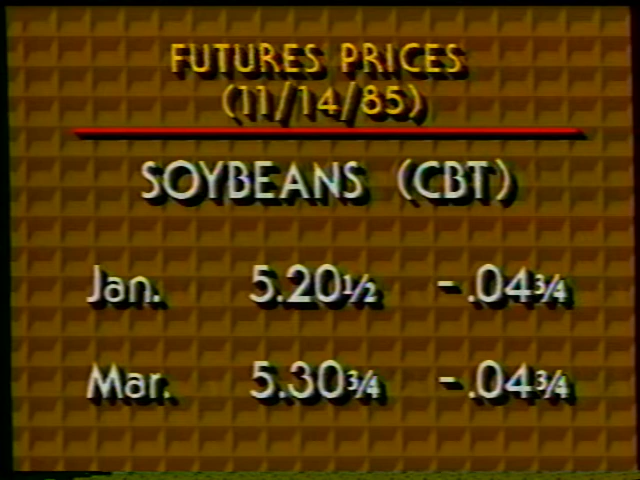 FUTURES PRICES
(11/14/85)
SOYBEANS (CBT)
Jan. 5.20½ -.04¾
Mar. 5.30¾ -.04¾